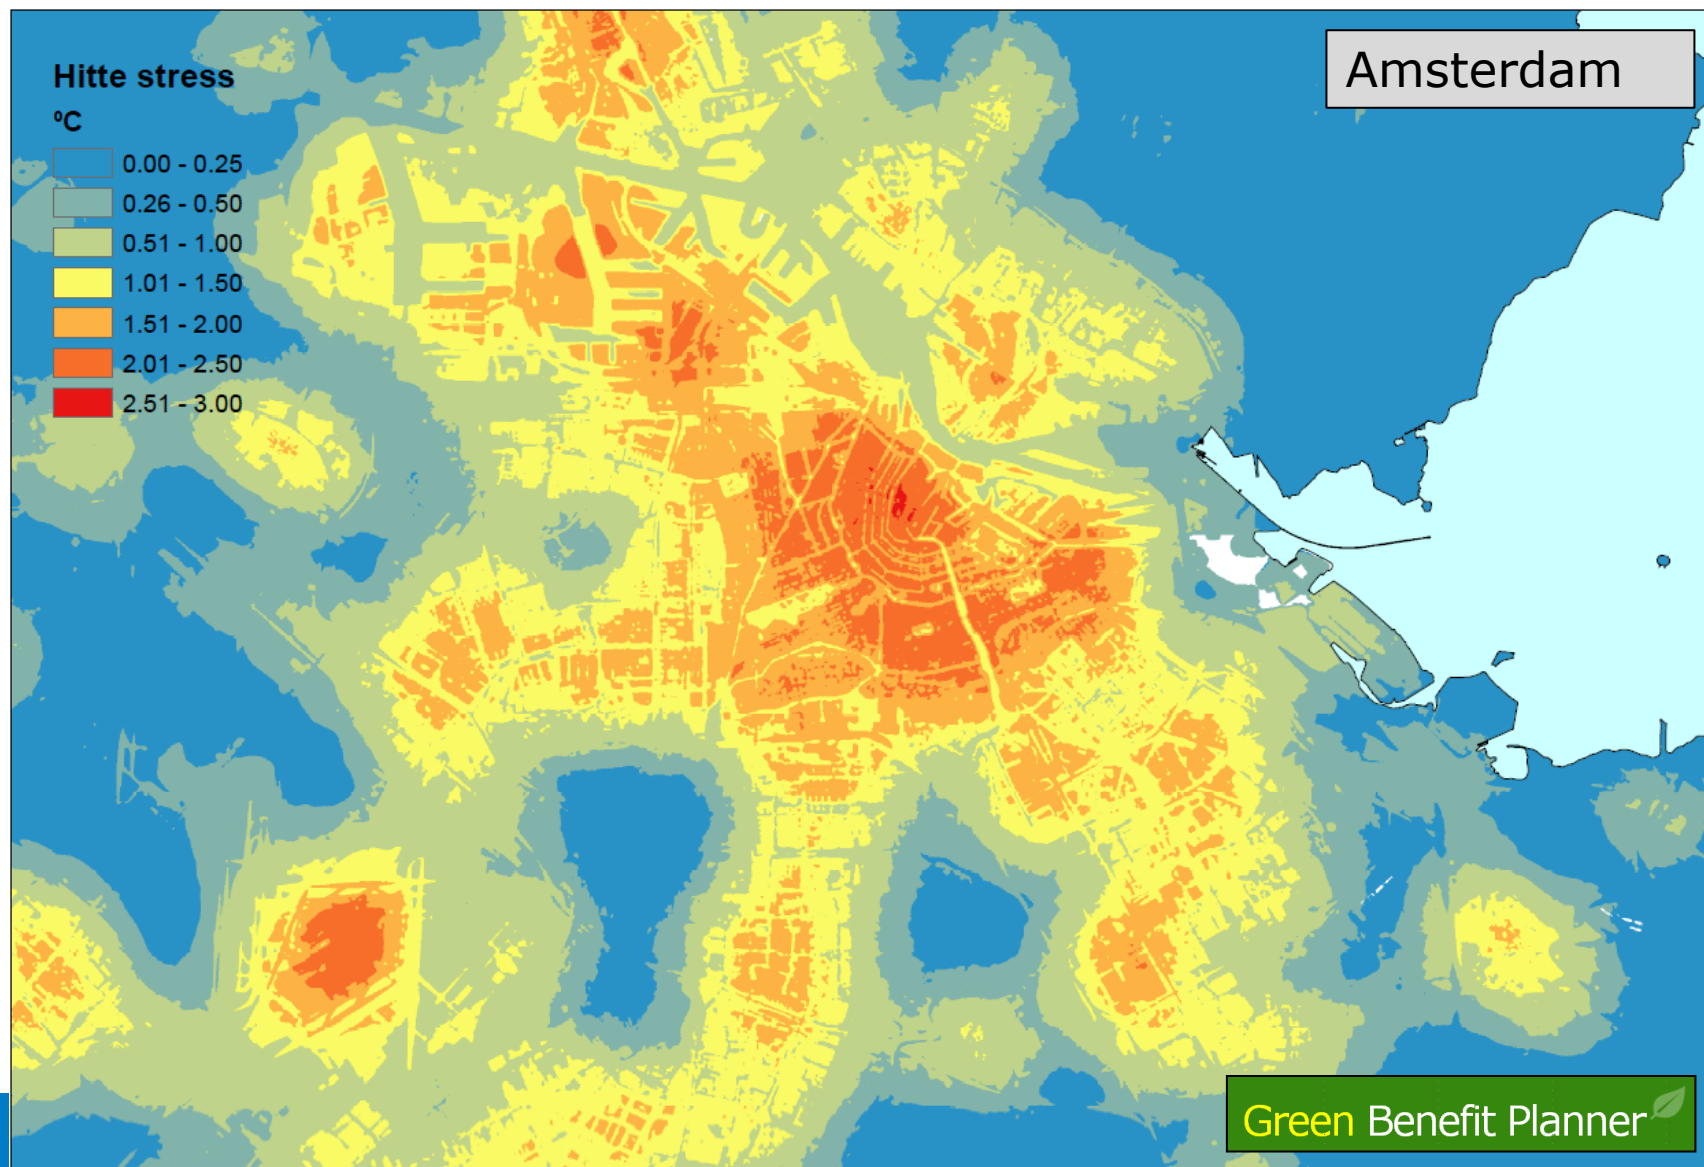 Amsterdam
Hitte stress
ºC
0.00 - 0.25
0.26 - 0.50
0.51 - 1.00
1.01 - 1.50
1.51 - 2.00
2.01 - 2.50
2.51 - 3.00
Green Benefit Planner